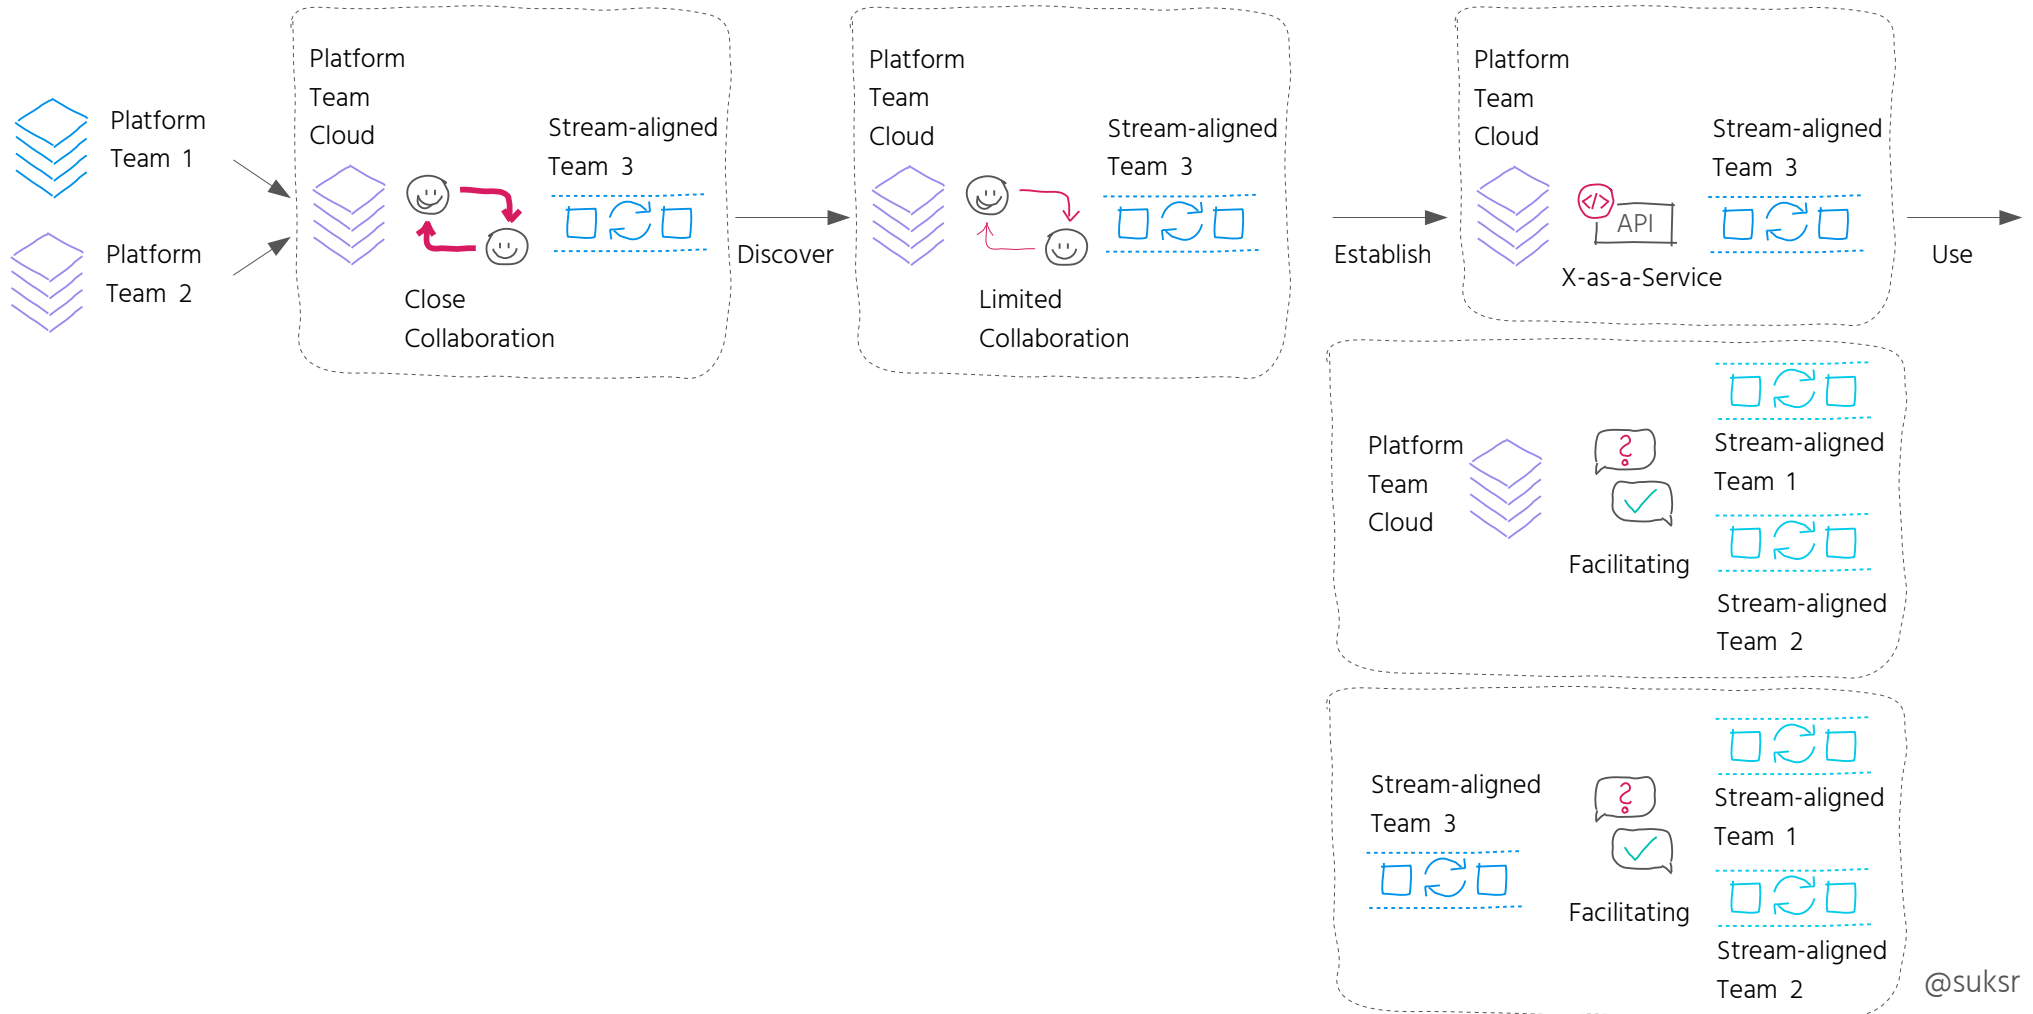 Platform
Team 1
Platform
Team 2
Platform
Team
Cloud
Stream-aligned
Team 3
Close
Collaboration
Discover
Platform
Team
Cloud
Stream-aligned
Team 3
Limited
Collaboration
Establish
Platform
Team
Cloud
Stream-aligned
Team 3
</>
API
X-as-a-Service
Use
Platform
Team
Cloud
?
Facilitating
Stream-aligned
Team 1
Stream-aligned
Team 2
Stream-aligned
Team 3
?
Facilitating
Stream-aligned
Team 1
Stream-aligned
Team 2
@suksr